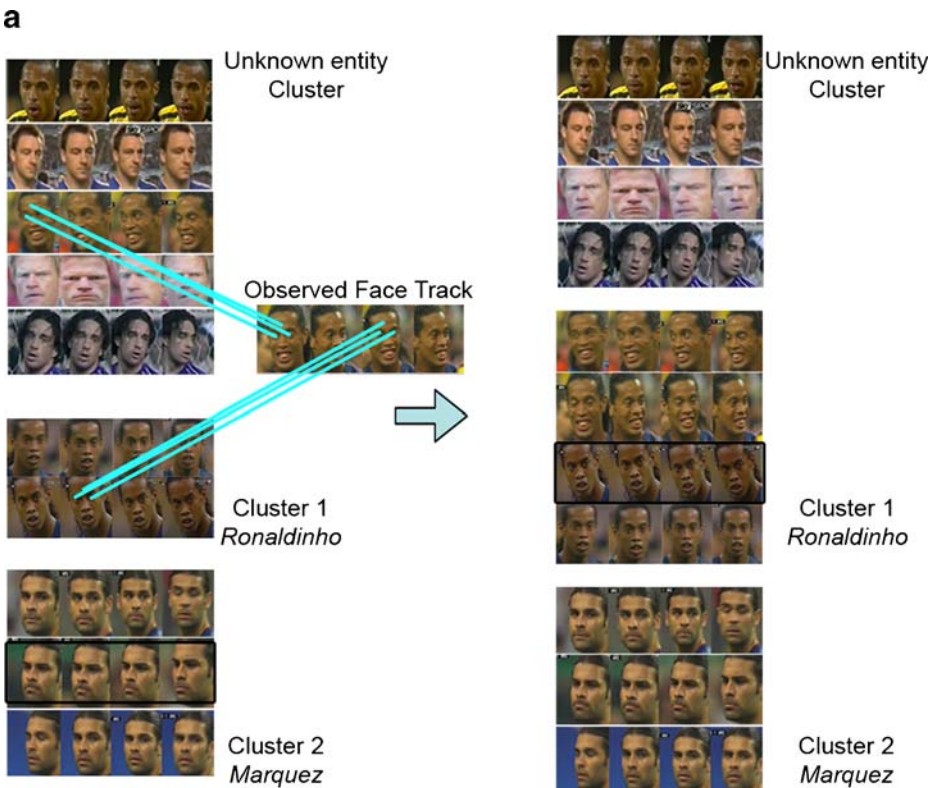 a
Unknown entity
Cluster
Observed Face Track
Cluster 1
Ronaldinho
Cluster 2
Marquez
Unknown entity
Cluster
Cluster 1
Ronaldinho
Cluster 2
Marquez